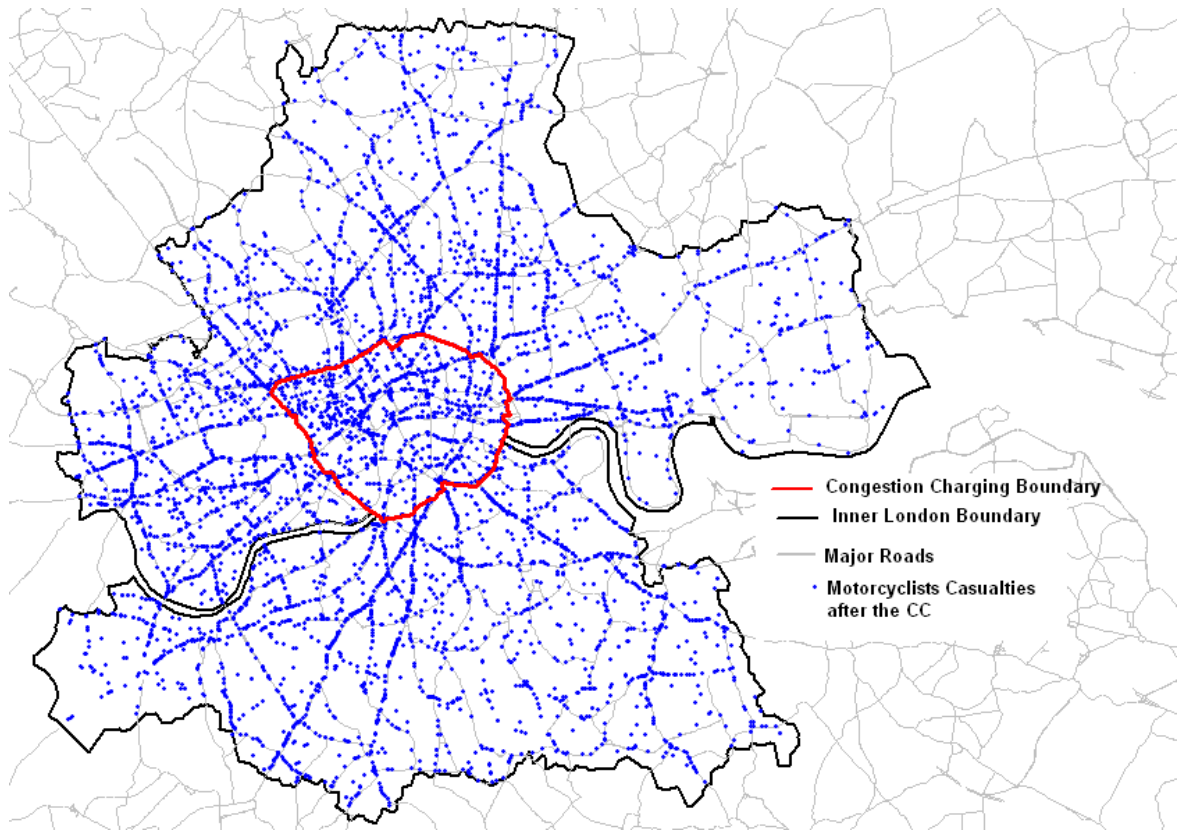 Congestion Charging Boundary
Inner London Boundary
Major Roads
Motorcyclists Casualties
after the CC